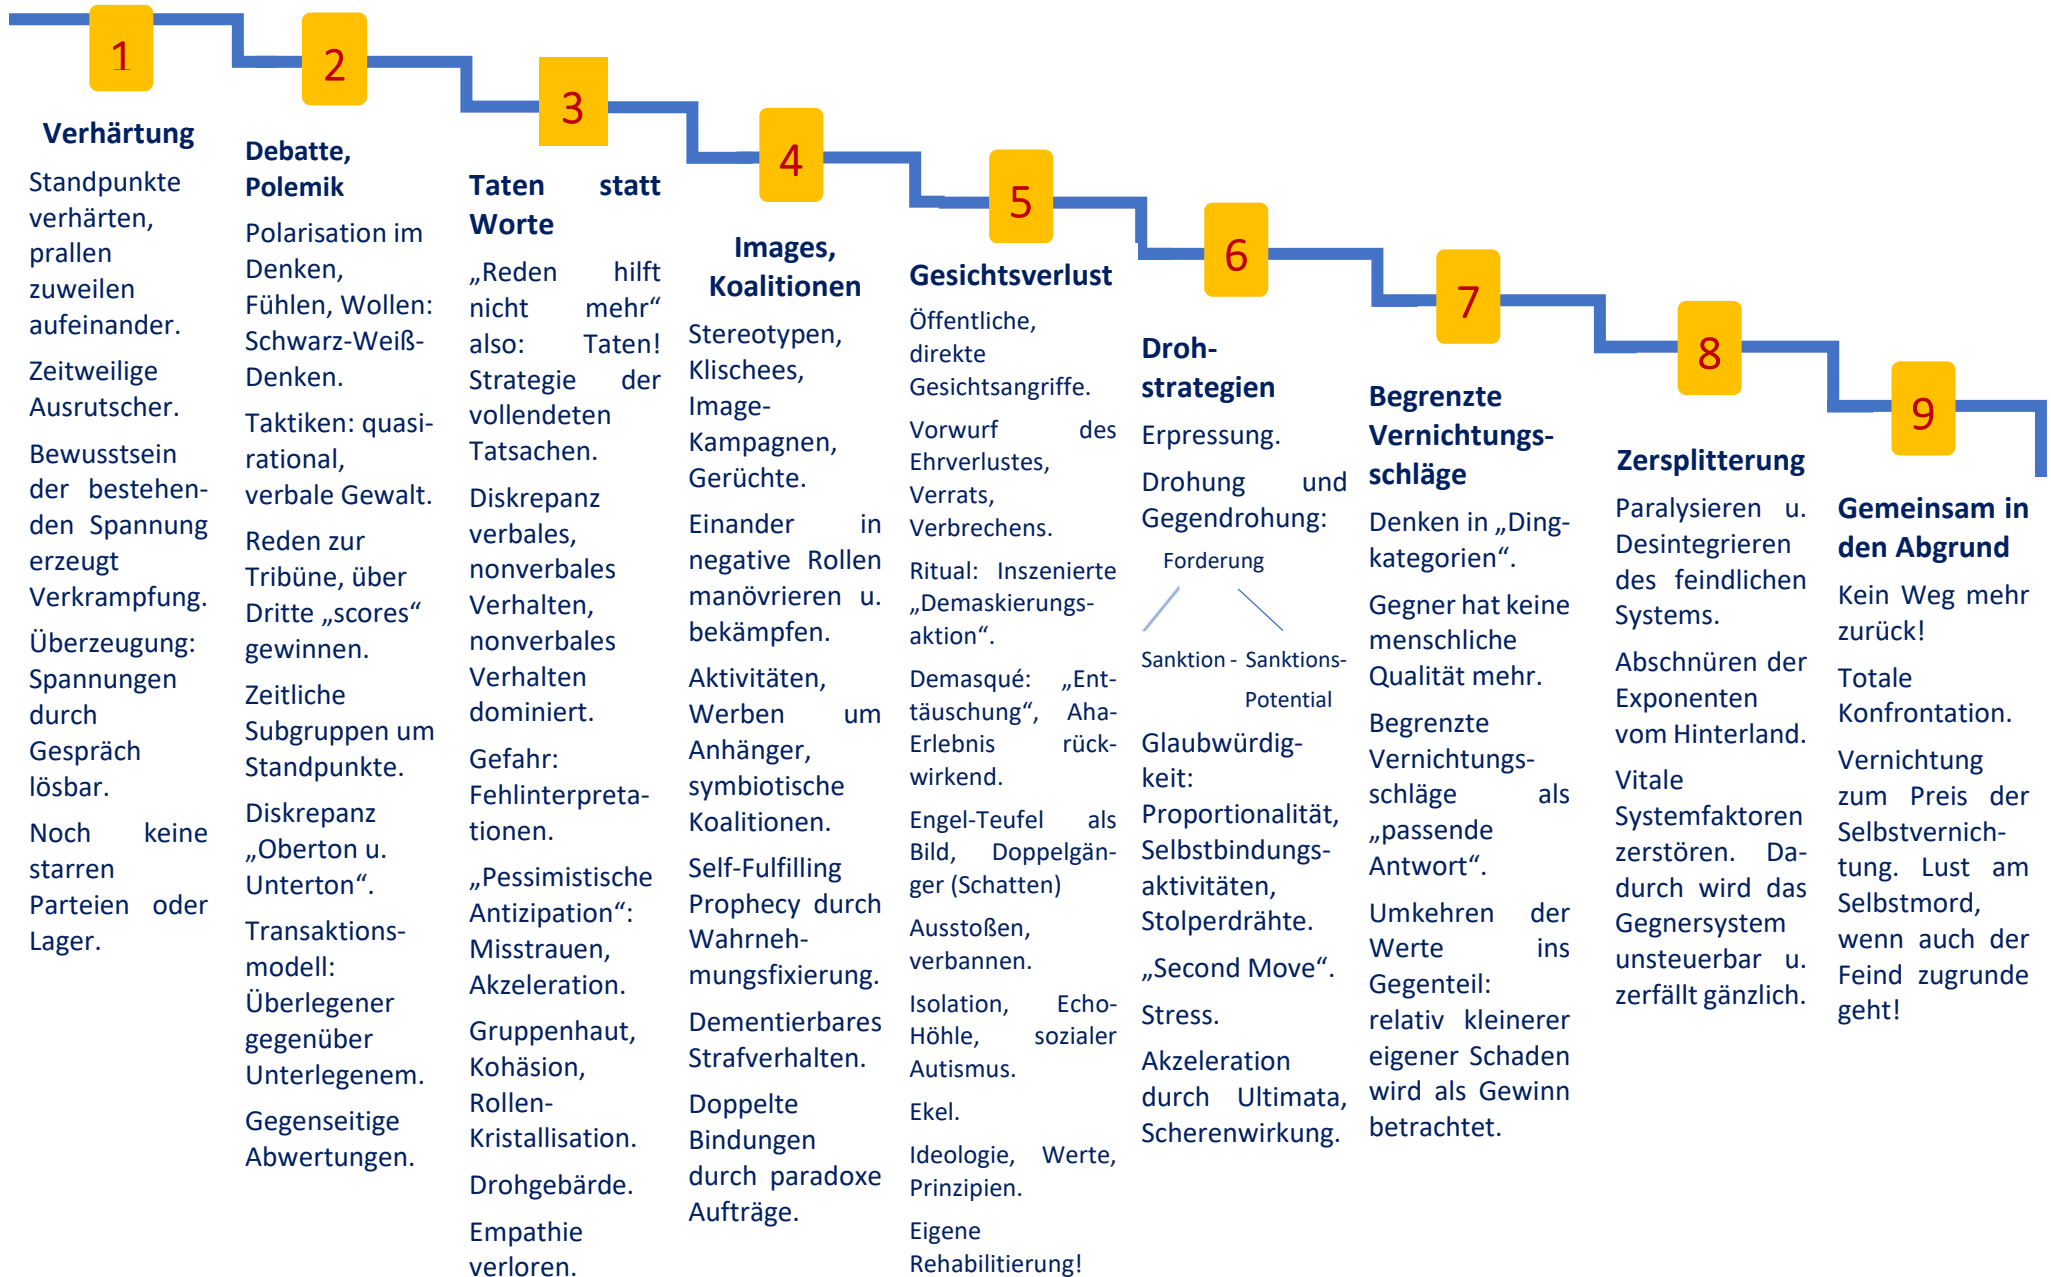 1
Verhärtung
Standpunkte
verhärten,
prallen
zuweilen
aufeinander.
Zeitweilige
Ausrutscher.
Bewusstsein
der bestehen-
den Spannung
erzeugt
Verkrampfung.
Überzeugung:
Spannungen
durch
Gespräch
lösbar.
Noch keine
starren
Parteien oder
Lager.
2
Debatte,
Polemik
Polarisation im
Denken,
Fühlen, Wollen:
Schwarz-Weiß-
Denken.
Taktiken: quasi-
rational,
verbale Gewalt.
Reden zur
Tribüne, über
Dritte „scores“
gewinnen.
Zeitliche
Subgruppen um
Standpunkte.
Diskrepanz
„Oberton u.
Unterton“.
Transaktions-
modell:
Überlegener
gegenüber
Unterlegenem.
Gegenseitige
Abwertungen.
3
Taten statt
Worte
„Reden hilft
nicht mehr“
also: Taten!
Strategie der
vollendeten
Tatsachen.
Diskrepanz
verbales,
nonverbales
Verhalten,
nonverbales
Verhalten
dominiert.
Gefahr:
Fehlinterpreta-
tionen.
„Pessimistische
Antizipation“:
Misstrauen,
Akzeleration.
Gruppenhaut,
Kohäsion,
Rollen-
Kristallisation.
Drohgebärde.
Empathie
verloren.
4
Images,
Koalitionen
Stereotypen,
Klischees,
Image-
Kampagnen,
Gerüchte.
Einander in
negative Rollen
manövrieren u.
bekämpfen.
Aktivitäten,
Werben um
Anhänger,
symbiotische
Koalitionen.
Self-Fulfilling
Prophecy durch
Wahrneh-
mungsfixierung.
Dementierbares
Strafverhalten.
Doppelte
Bindungen
durch paradoxe
Aufträge.
5
Gesichtsverlust
Öffentliche,
direkte
Gesichtsangriffe.
Vorwurf des
Ehrverlustes,
Verrats,
Verbrechens.
Ritual: Inszenierte
„Demaskierungs-
aktion“.
Demasqué: „Ent-
täuschung“, Aha-
Erlebnis rück-
wirkend.
Engel-Teufel als
Bild, Doppelgän-
ger (Schatten)
Ausstoßen,
verbannen.
Isolation, Echo-
Höhle, sozialer
Autismus.
Ekel.
Ideologie, Werte,
Prinzipien.
Eigene
Rehabilitierung!
6
Droh-
strategien
Erpressung.
Drohung und
Gegendrohung:
Forderung
Sanktion - Sanktions-
Potential
Glaubwürdig-
keit:
Proportionalität,
Selbstbindungs-
aktivitäten,
Stolperdrähte.
„Second Move“.
Stress.
Akzeleration
durch Ultimata,
Scherenwirkung.
7
Begrenzte
Vernichtungs-
schläge
Denken in „Ding-
kategorien“.
Gegner hat keine
menschliche
Qualität mehr.
Begrenzte
Vernichtungs-
schläge als
„passende
Antwort“.
Umkehren der
Werte ins
Gegenteil:
relativ kleinerer
eigener Schaden
wird als Gewinn
betrachtet.
8
Zersplitterung
Paralysieren u.
Desintegrieren
des feindlichen
Systems.
Abschnüren der
Exponenten
vom Hinterland.
Vitale
Systemfaktoren
zerstören. Da-
durch wird das
Gegnersystem
unsteuerbar u.
zerfällt gänzlich.
9
Gemeinsam in
den Abgrund
Kein Weg mehr
zurück!
Totale
Konfrontation.
Vernichtung
zum Preis der
Selbstvernich-
tung. Lust am
Selbstmord,
wenn auch der
Feind zugrunde
geht!